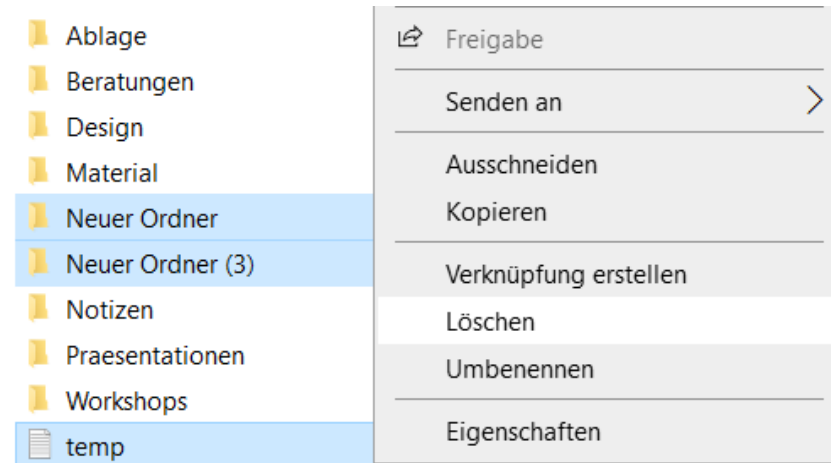 Ablage
Beratungen
Design
Material
Neuer Ordner
Neuer Ordner (3)
Notizen
Praesentationen
Workshops
temp
Freigabe
Senden an
Ausschneiden
Kopieren
Verknüpfung erstellen
Löschen
Umbenennen
Eigenschaften